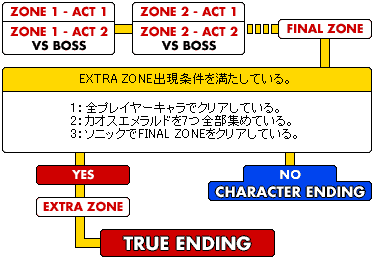 ZONE 1 - ACT 1
ZONE 1 - ACT 2
VS BOSS
ZONE 2 - ACT 1
ZONE 2 - ACT 2
VS BOSS
FINAL ZONE
EXTRA ZONE出現条件を満たしている。
1：全プレイヤーキャラでクリアしている。
2：カオスエメラルドを7つ全部集めている。
3：ソニックでFINAL ZONEをクリアしている。
YES
EXTRA ZONE
TRUE ENDING
NO
CHARACTER ENDING